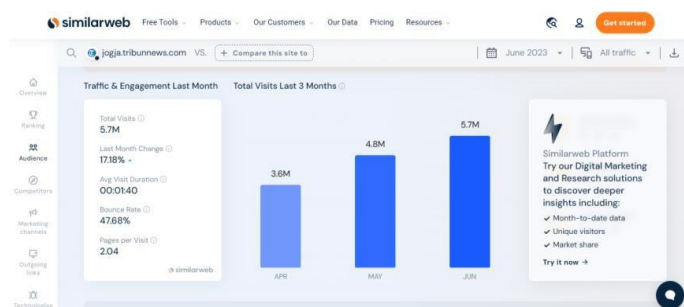 similarweb Free Tools Products Our Customers Our Data Pricing Resources Get started
jogja.tribunnews.com VS. + Compare this site to June 2023 All traffic
Overview
Ranking
Audience
Competitors
Marketing channels
Outgoing links
Technologies
Traffic & Engagement Last Month
Total Visits
5.7M
Last Month Change
17.18%
Avg Visit Duration
00:01:40
Bounce Rate
47.68%
Pages per Visit
2.04
similarweb
Total Visits Last 3 Months
3.6M
4.8M
5.7M
APR MAY JUN
Similarweb Platform
Try our Digital Marketing
and Research solutions
to discover deeper
insights including:
✓ Month-to-date data
✓ Unique visitors
✓ Market share
Try it now →